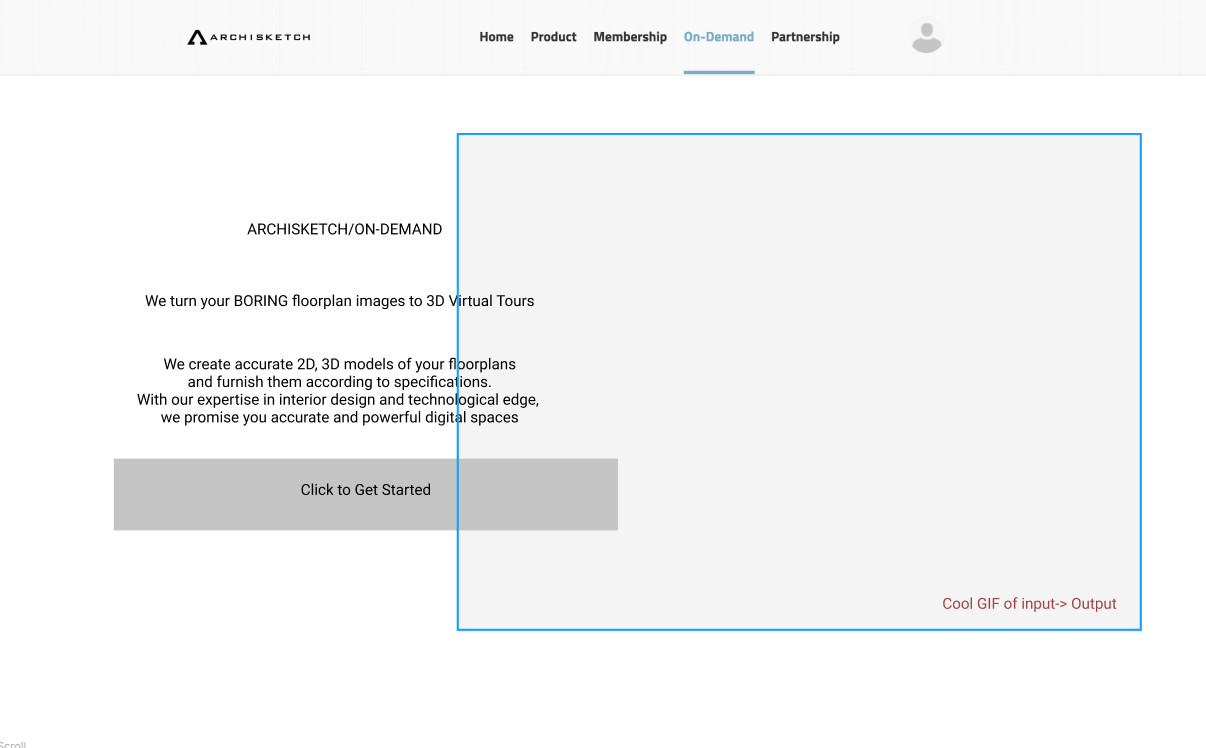 ARCHISKETCH
Home Product Membership On-Demand Partnership
ARCHISKETCH/ON-DEMAND
We turn your BORING floorplan images to 3D Virtual Tours
We create accurate 2D, 3D models of your floorplans
and furnish them according to specifications.
With our expertise in interior design and technological edge,
we promise you accurate and powerful digital spaces
Click to Get Started
Cool GIF of input-> Output
Scroll